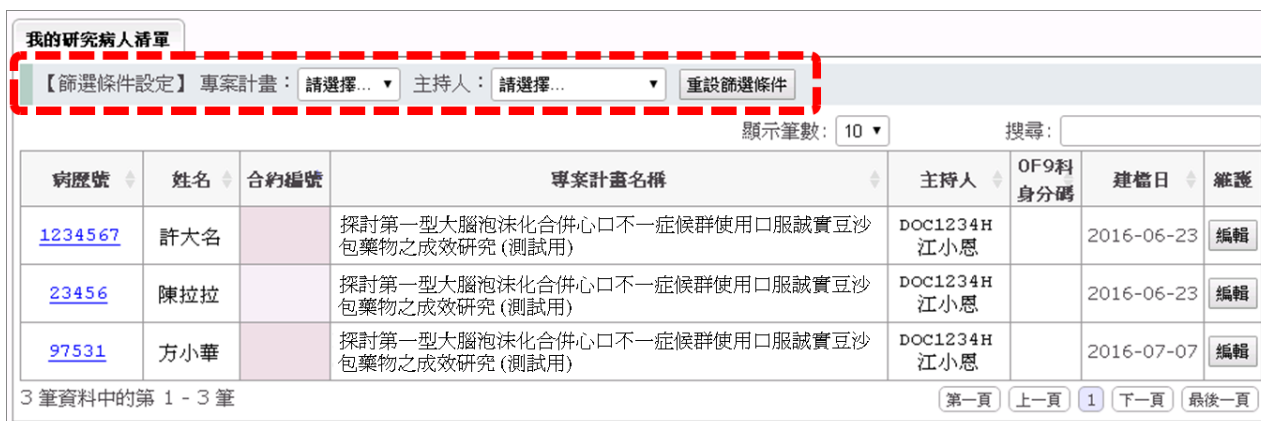 我的研究病人清單
【篩選條件設定】 專案計畫：請選擇... 主持人：請選擇... 重設篩選條件
顯示筆數: 10 搜尋:
病歷號 姓名 合約編號 專案計畫名稱 主持人 OF9科身分碼 建檔日 維護
1234567 許大名 探討第一型大腦泡沫化合併心口不一症候群使用口服誠實豆沙包藥物之成效研究(測試用) DOC1234H 江小恩 2016-06-23 編輯
23456 陳拉拉 探討第一型大腦泡沫化合併心口不一症候群使用口服誠實豆沙包藥物之成效研究(測試用) DOC1234H 江小恩 2016-06-23 編輯
97531 方小華 探討第一型大腦泡沫化合併心口不一症候群使用口服誠實豆沙包藥物之成效研究(測試用) DOC1234H 江小恩 2016-07-07 編輯
3 筆資料中的第 1 - 3 筆 第一頁 上一頁 1 下一頁 最後一頁